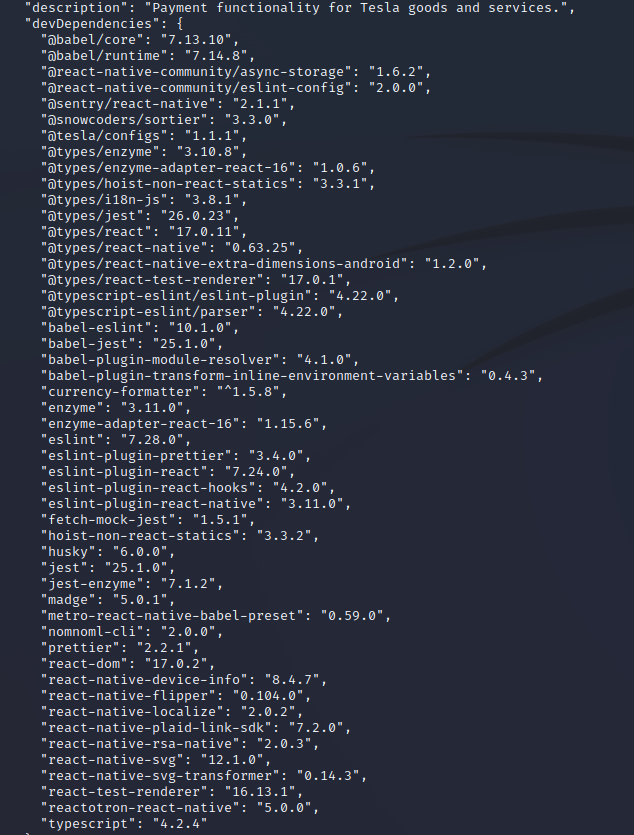 "description": "Payment functionality for Tesla goods and services.",
"devDependencies": {
"@babel/core": "7.13.10",
"@babel/runtime": "7.14.8",
"@react-native-community/async-storage": "1.6.2",
"@react-native-community/eslint-config": "2.0.0",
"@sentry/react-native": "2.1.1",
"@snowcoders/sortier": "3.3.0",
"@tesla/configs": "1.1.1",
"@types/enzyme": "3.10.8",
"@types/enzyme-adapter-react-16": "1.0.6",
"@types/hoist-non-react-statics": "3.3.1",
"@types/i18n-js": "3.8.1",
"@types/jest": "26.0.23",
"@types/react": "17.0.11",
"@types/react-native": "0.63.25",
"@types/react-native-extra-dimensions-android": "1.2.0",
"@types/react-test-renderer": "17.0.1",
"@typescript-eslint/eslint-plugin": "4.22.0",
"@typescript-eslint/parser": "4.22.0",
"babel-eslint": "10.1.0",
"babel-jest": "25.1.0",
"babel-plugin-module-resolver": "4.1.0",
"babel-plugin-transform-inline-environment-variables": "0.4.3",
"currency-formatter": "^1.5.8",
"enzyme": "3.11.0",
"enzyme-adapter-react-16": "1.15.6",
"eslint": "7.28.0",
"eslint-plugin-prettier": "3.4.0",
"eslint-plugin-react": "7.24.0",
"eslint-plugin-react-hooks": "4.2.0",
"eslint-plugin-react-native": "3.11.0",
"fetch-mock-jest": "1.5.1",
"hoist-non-react-statics": "3.3.2",
"husky": "6.0.0",
"jest": "25.1.0",
"jest-enzyme": "7.1.2",
"madge": "5.0.1",
"metro-react-native-babel-preset": "0.59.0",
"nomnoml-cli": "2.0.0",
"prettier": "2.2.1",
"react-dom": "17.0.2",
"react-native-device-info": "8.4.7",
"react-native-flipper": "0.104.0",
"react-native-localize": "2.0.2",
"react-native-plaid-link-sdk": "7.2.0",
"react-native-rsa-native": "2.0.3",
"react-native-svg": "12.1.0",
"react-native-svg-transformer": "0.14.3",
"react-test-renderer": "16.13.1",
"reactotron-react-native": "5.0.0",
"typescript": "4.2.4"